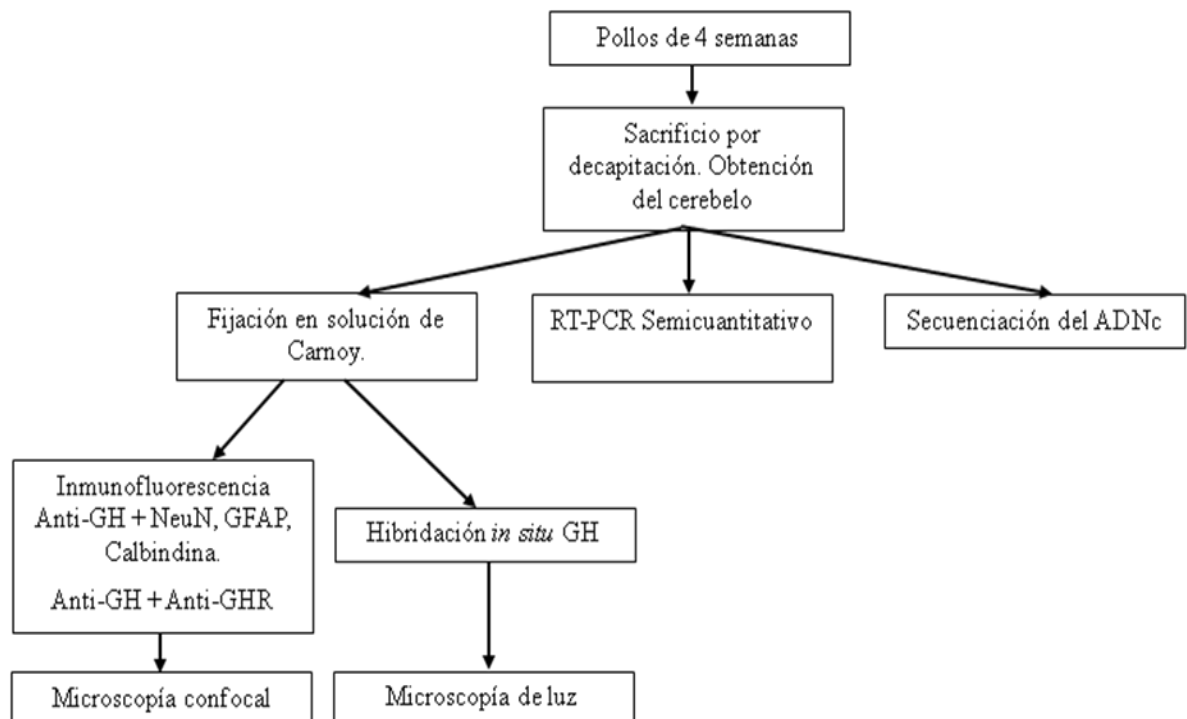 Pollos de 4 semanas
Sacrificio por
decapitación. Obtención
del cerebelo
Fijación en solución de
Carnoy.
RT-PCR Semicuantitativo
Secuenciación del ADNc
Inmunofluorescencia
Anti-GH + NeuN, GFAP,
Calbindina.
Anti-GH + Anti-GHR
Hibridación in situ GH
Microscopía confocal
Microscopía de luz